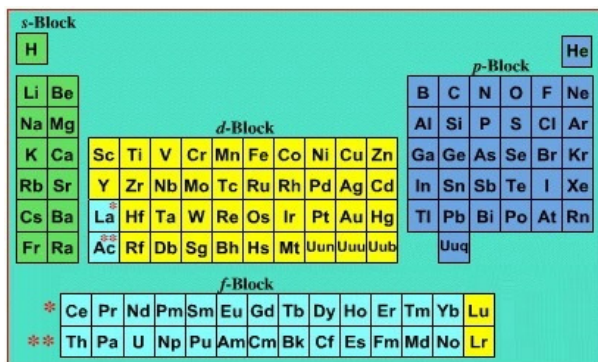 s-Block
H He
p-Block
Li Be B C N O F Ne
Na Mg Al Si P S Cl Ar
d-Block
K Ca Sc Ti V Cr Mn Fe Co Ni Cu Zn Ga Ge As Se Br Kr
Rb Sr Y Zr Nb Mo Tc Ru Rh Pd Ag Cd In Sn Sb Te I Xe
Cs Ba La* Hf Ta W Re Os Ir Pt Au Hg Tl Pb Bi Po At Rn
Fr Ra Ac** Rf Db Sg Bh Hs Mt Uun Uuu Uub Uuq
f-Block
* Ce Pr Nd Pm Sm Eu Gd Tb Dy Ho Er Tm Yb Lu
** Th Pa U Np Pu Am Cm Bk Cf Es Fm Md No Lr